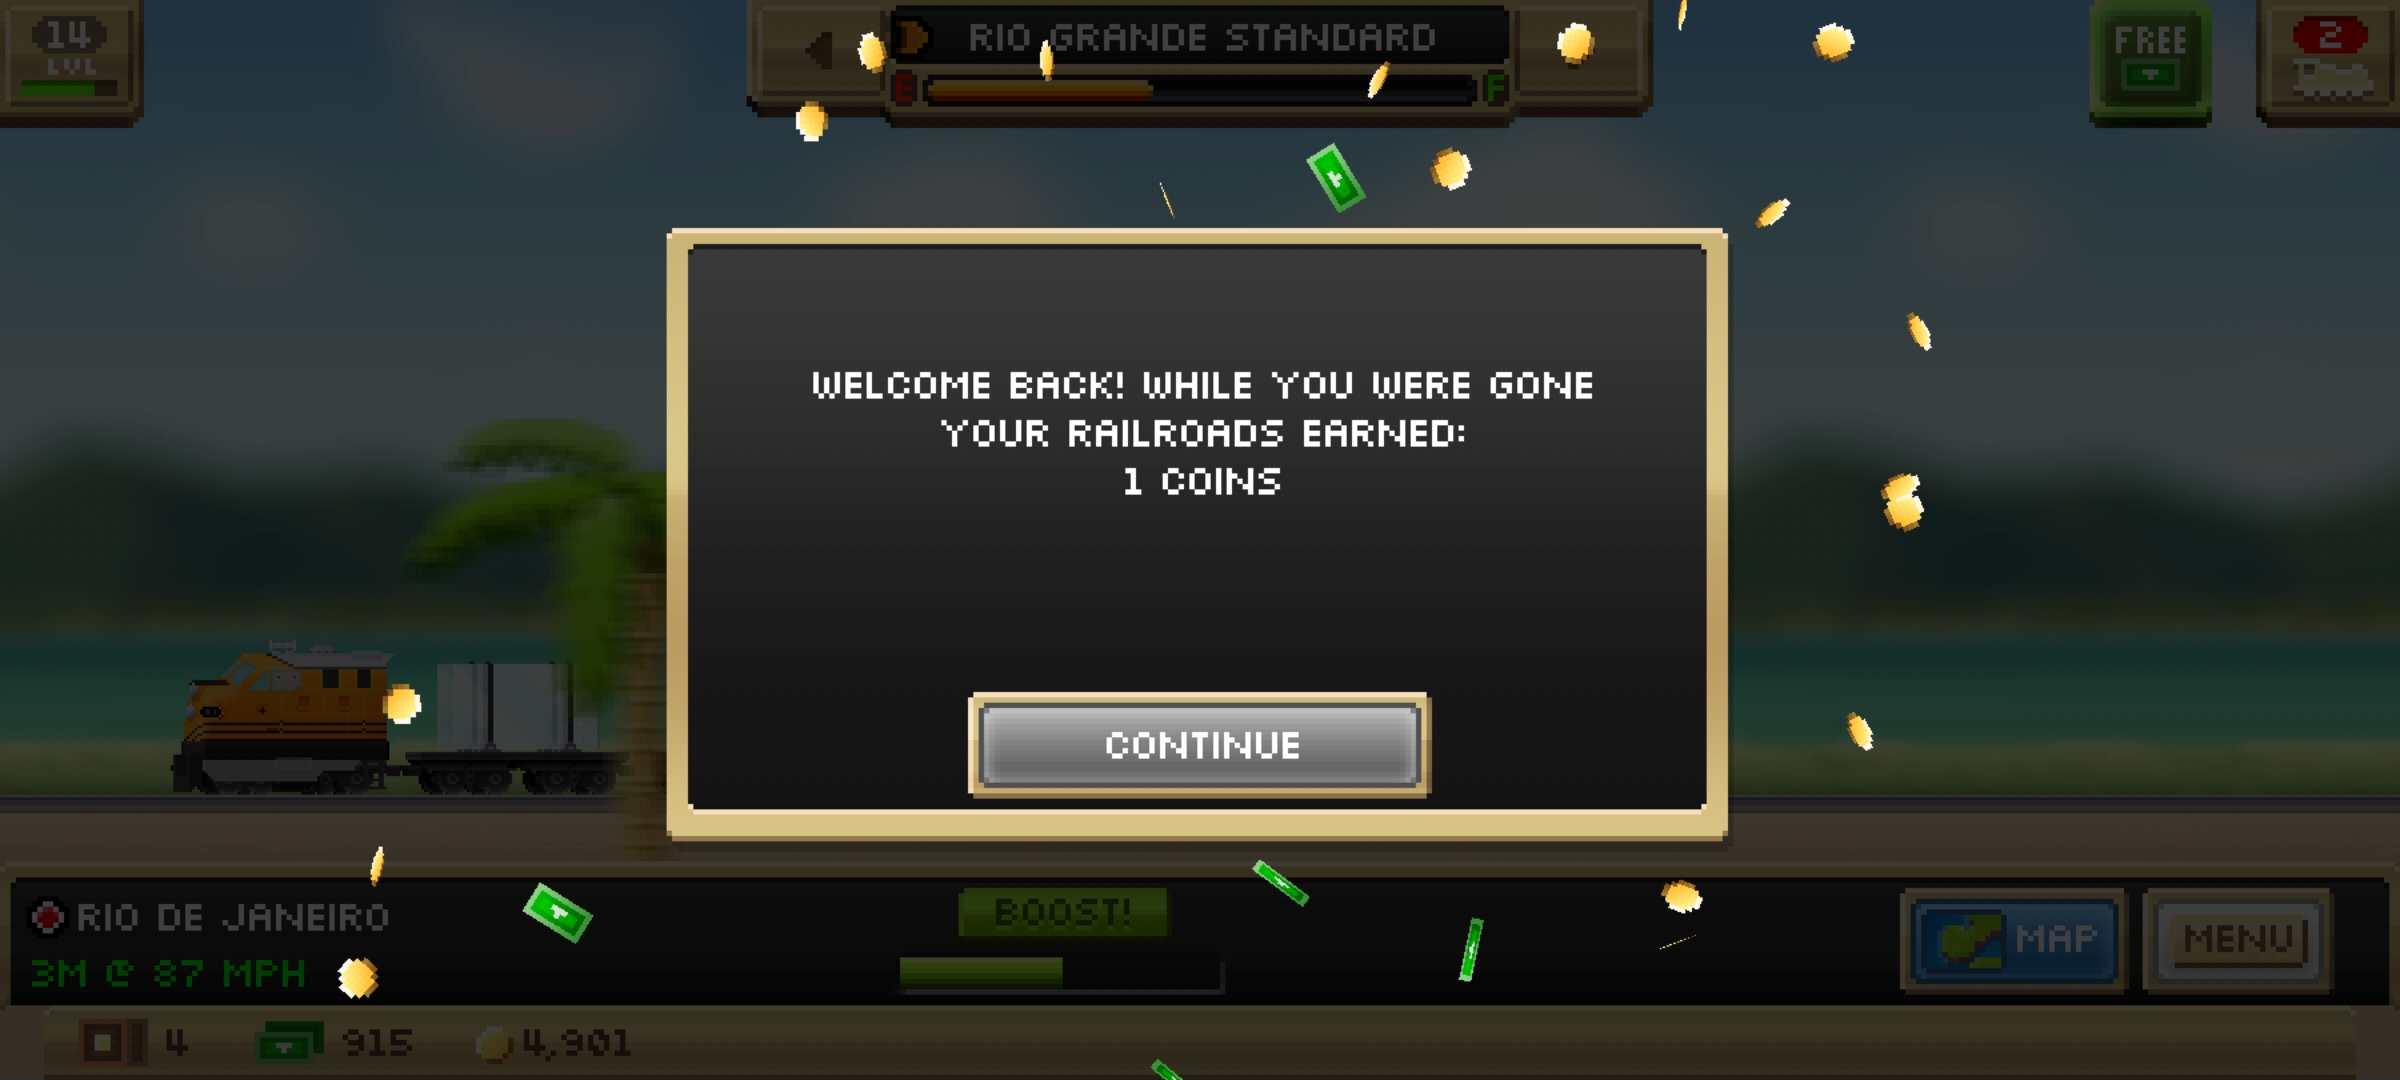 14
LVL
RIO GRANDE STANDARD
E F
FREE
2
WELCOME BACK! WHILE YOU WERE GONE
YOUR RAILROADS EARNED:
1 COINS
CONTINUE
RIO DE JANEIRO
3M @ 87 MPH
BOOST!
MAP
MENU
4
915
4,901